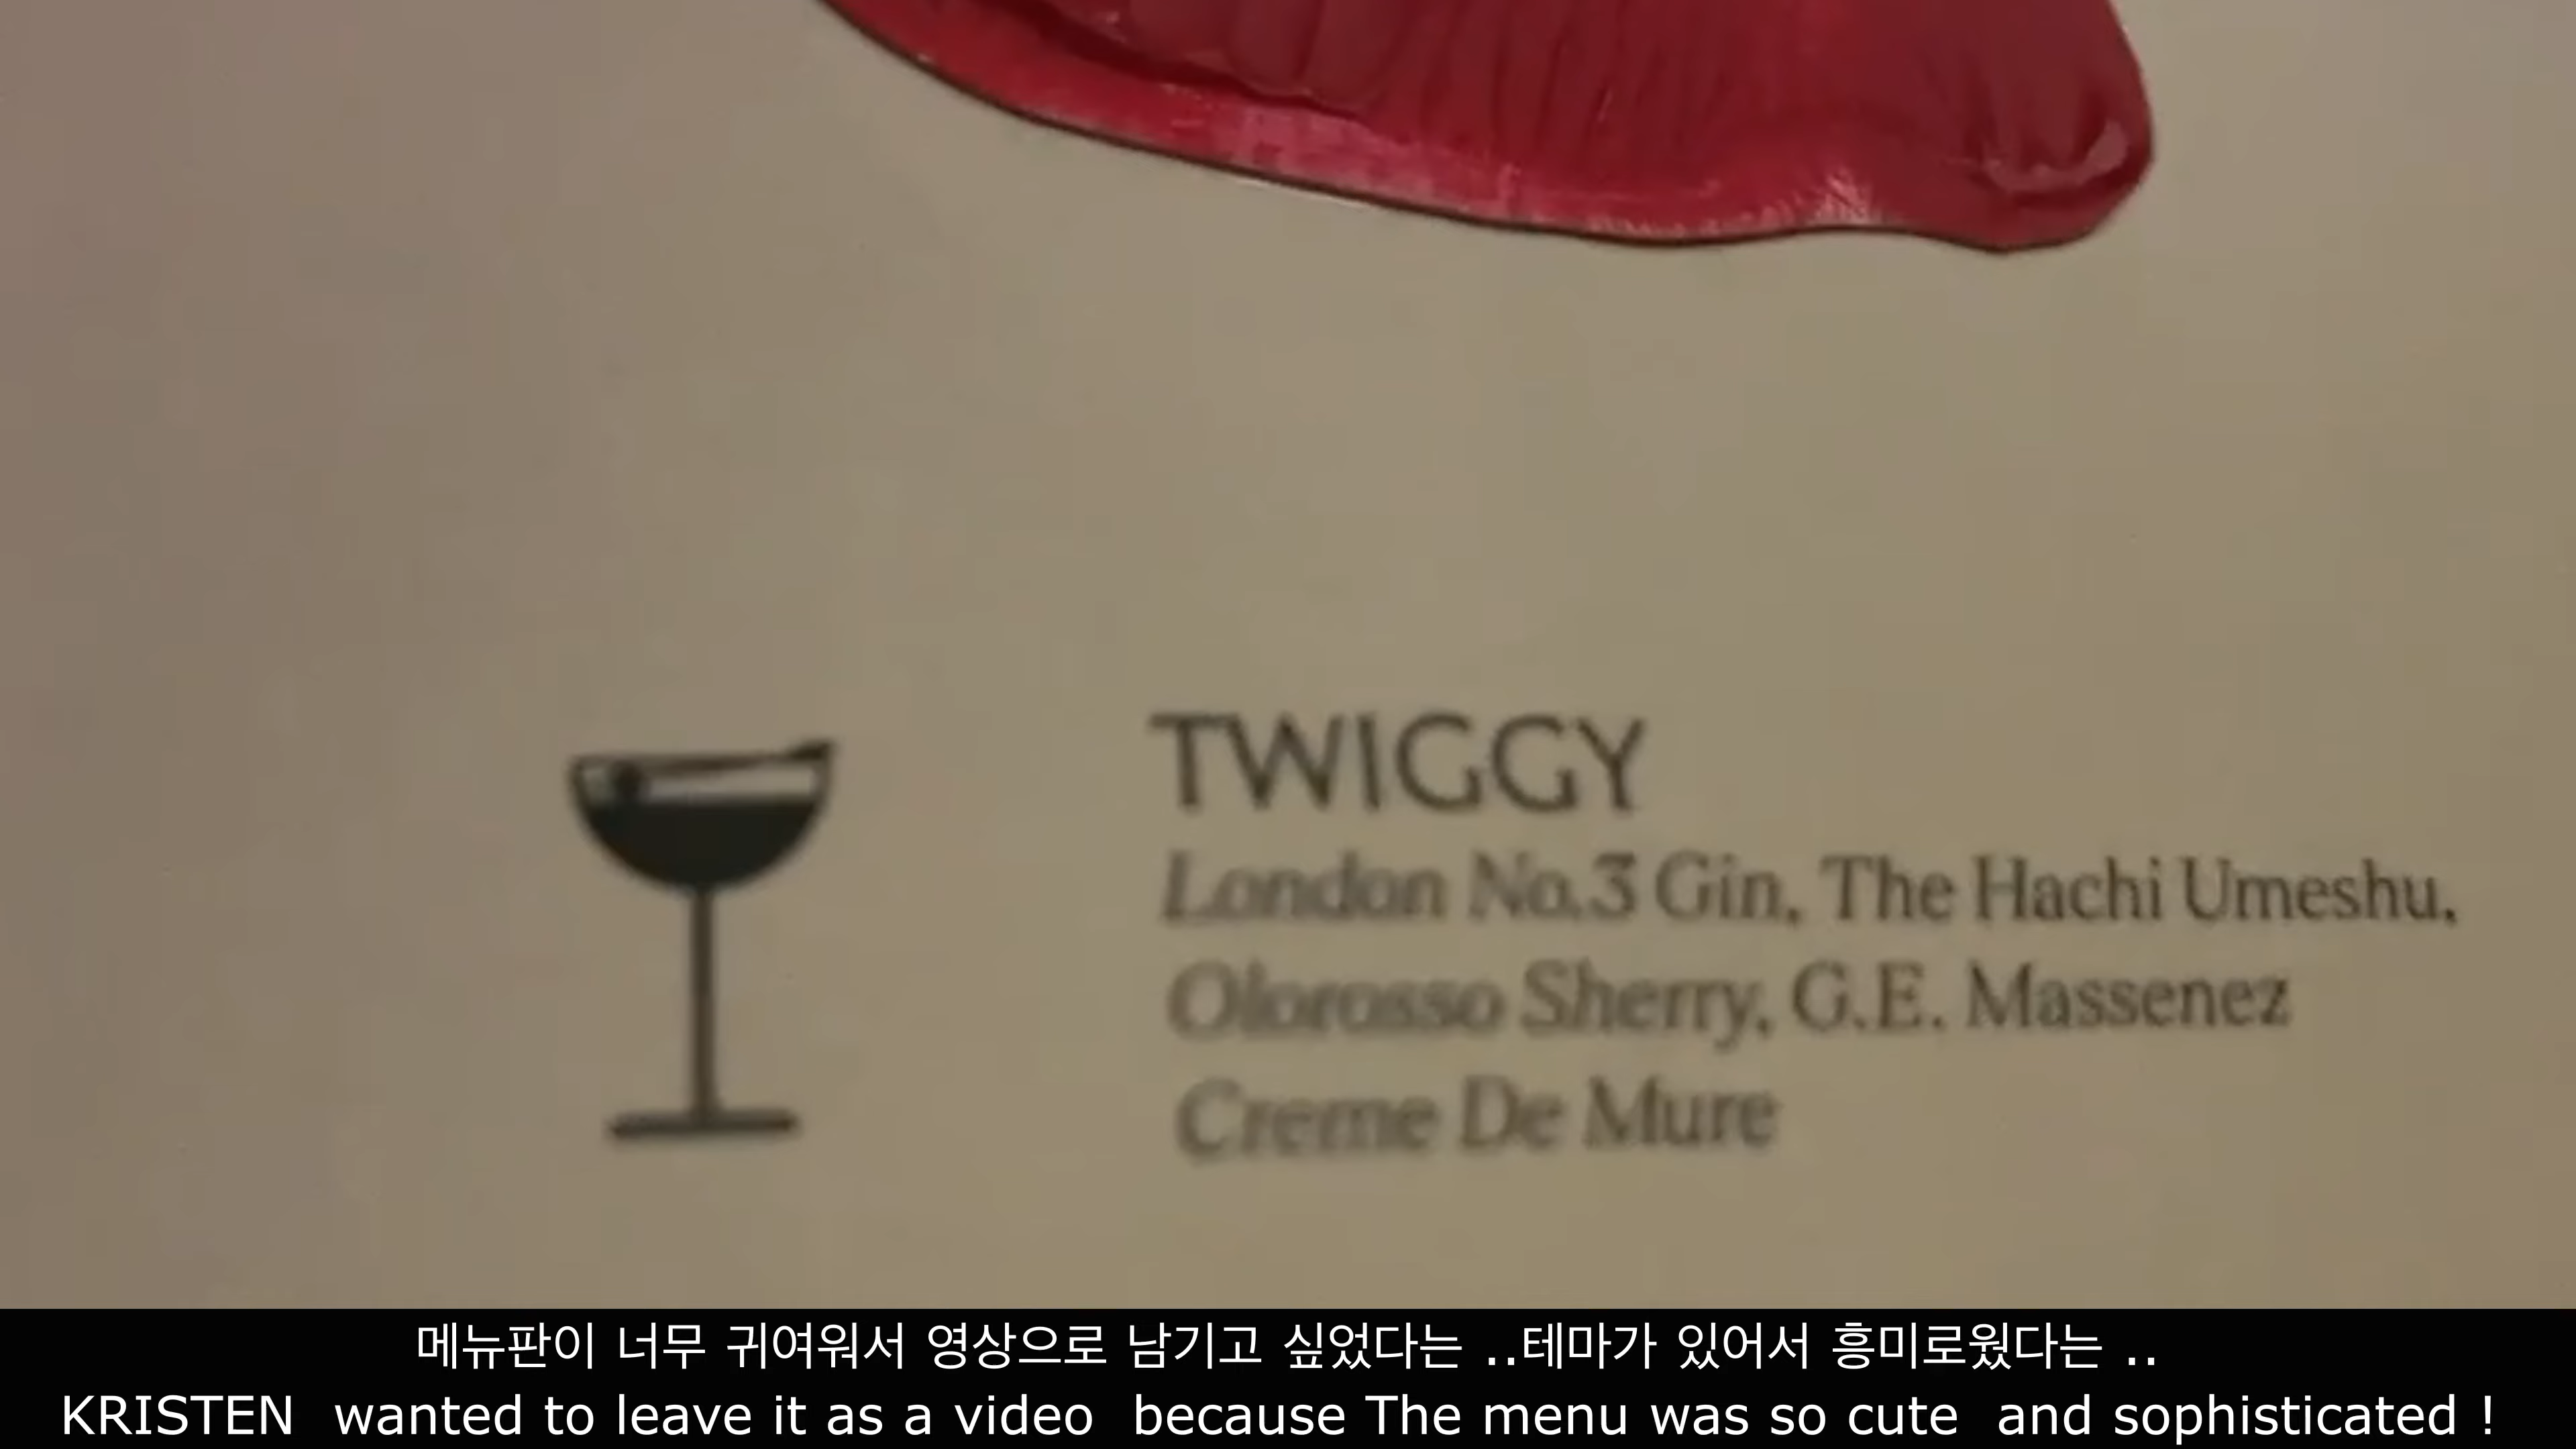 TWIGGY
London No.3 Gin, The Hachi Umeshu,
Olorosso Sherry, G.E. Massenez
Creme De Mure
메뉴판이 너무 귀여워서 영상으로 남기고 싶었다는 ..테마가 있어서 흥미로웠다는 ..
KRISTEN wanted to leave it as a video because The menu was so cute and sophisticated !